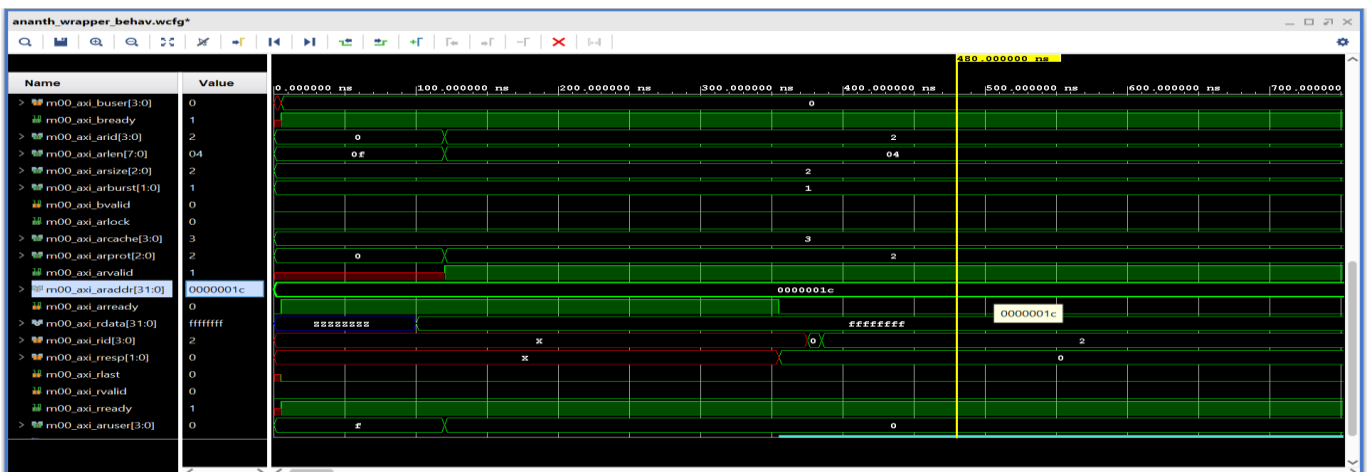 ananth_wrapper_behav.wcfg*
480.000000 ns
Name Value
0.000000 ns 100.000000 ns 200.000000 ns 300.000000 ns 400.000000 ns 500.000000 ns 600.000000 ns 700.000000
m00_axi_buser[3:0] 0 0
m00_axi_bready 1
m00_axi_arid[3:0] 2 0 2
m00_axi_arlen[7:0] 04 0f 04
m00_axi_arsize[2:0] 2 2
m00_axi_arburst[1:0] 1 1
m00_axi_bvalid 0
m00_axi_arlock 0
m00_axi_arcache[3:0] 3 3
m00_axi_arprot[2:0] 2 0 2
m00_axi_arvalid 1
m00_axi_araddr[31:0] 0000001c 0000001c
m00_axi_arready 0
0000001c
m00_axi_rdata[31:0] ffffffff zzzzzzzz ffffffff
m00_axi_rid[3:0] 2 X 0 2
m00_axi_rresp[1:0] 0 X 0
m00_axi_rlast 0
m00_axi_rvalid 0
m00_axi_rready 1
m00_axi_aruser[3:0] 0 f 0